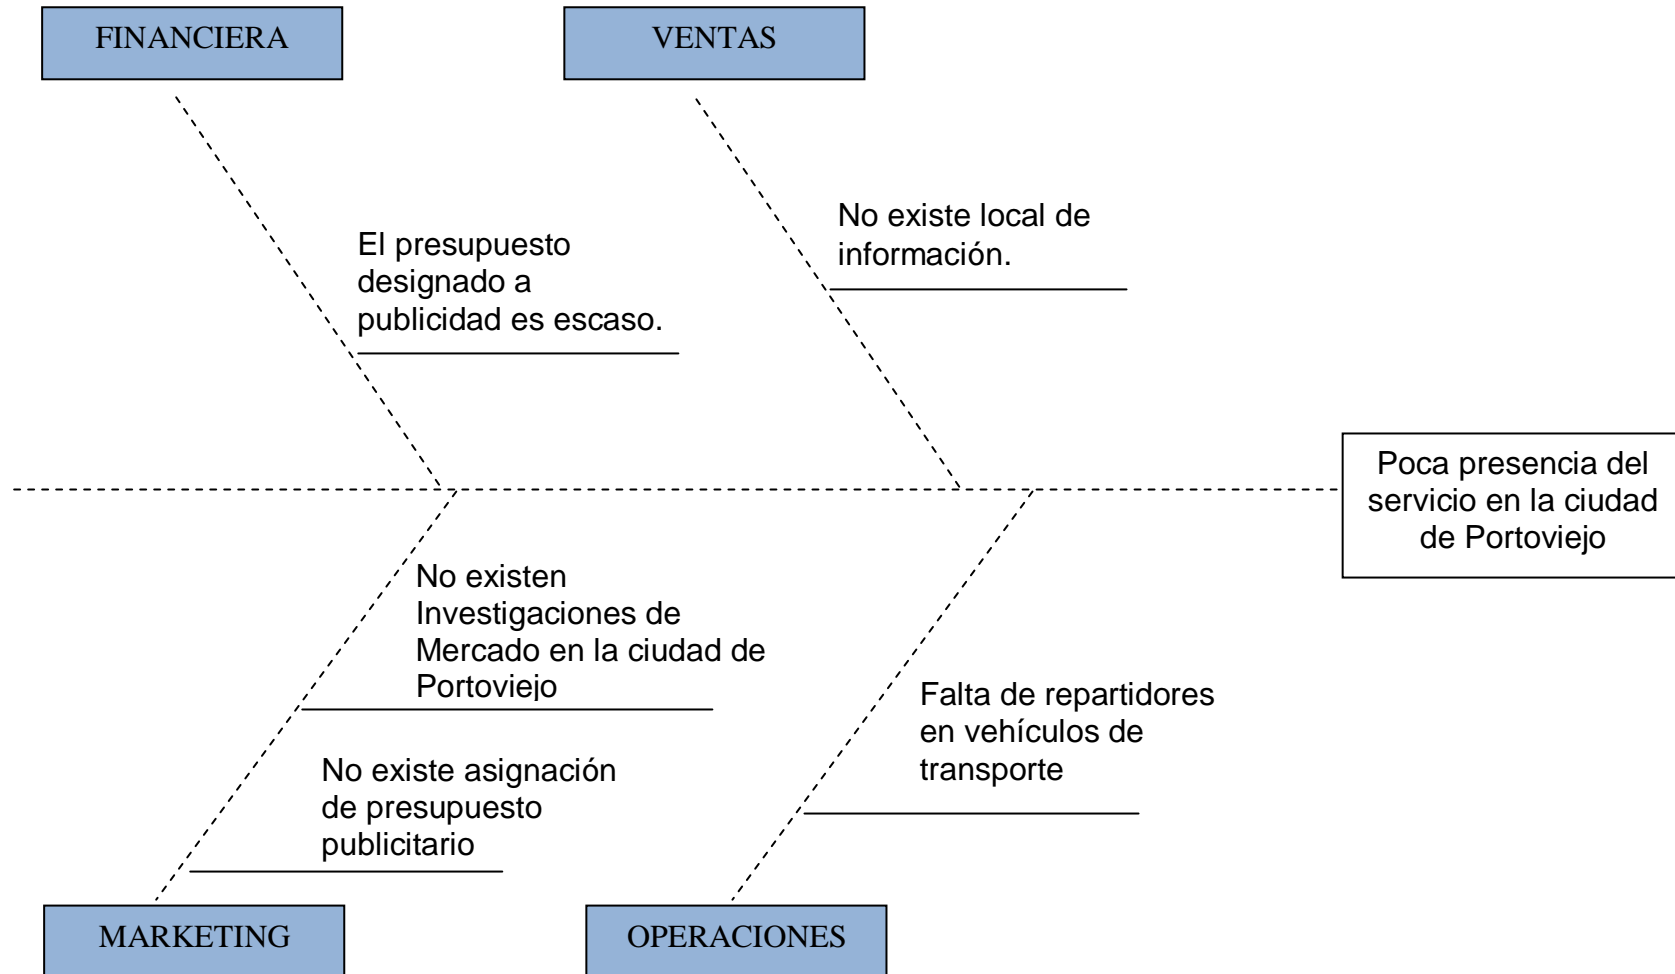 FINANCIERA
VENTAS
El presupuesto
designado a
publicidad es escaso.
No existe local de
información.
Poca presencia del
servicio en la ciudad
de Portoviejo
No existen
Investigaciones de
Mercado en la ciudad de
Portoviejo
No existe asignación
de presupuesto
publicitario
Falta de repartidores
en vehículos de
transporte
MARKETING
OPERACIONES